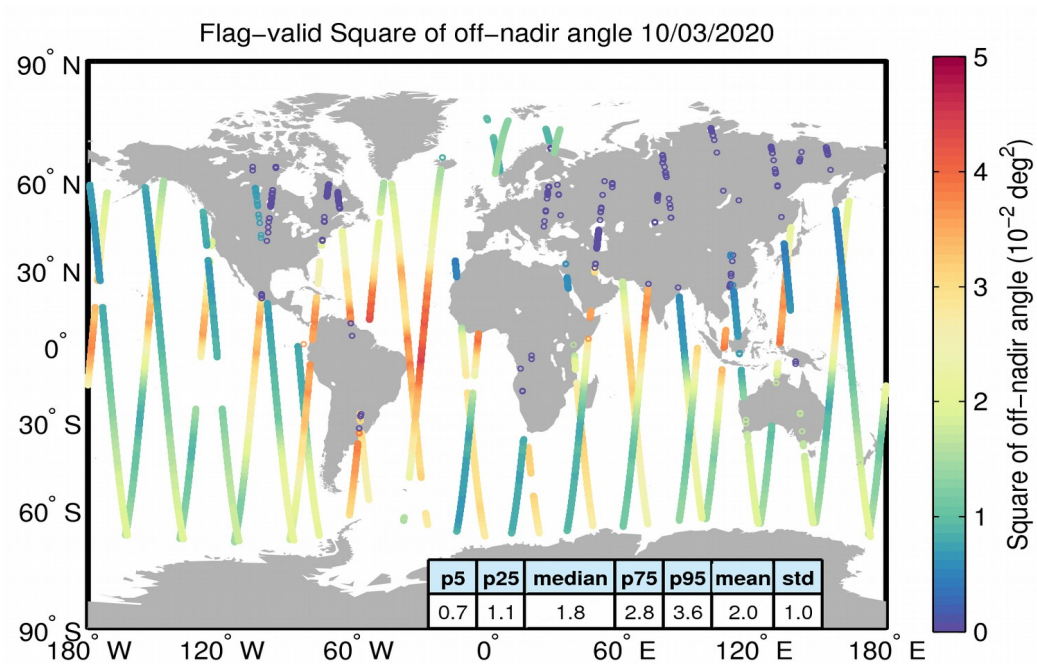 Flag−valid Square of off−nadir angle 10/03/2020
90° N
60° N
30° N
0°
30° S
60° S
90° S
180° W
120° W
60° W
0°
60° E
120° E
180° E
p5 p25 median p75 p95 mean std
0.7 1.1 1.8 2.8 3.6 2.0 1.0
5
4
3
2
1
0
Square of off−nadir angle (10⁻² deg²)